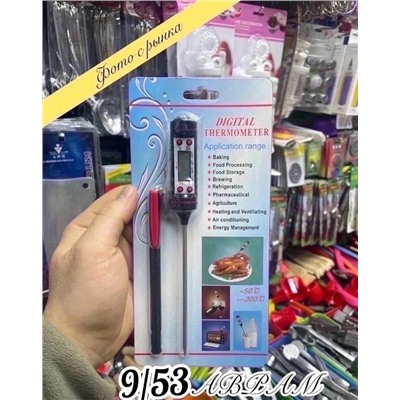 Фото с рынка
DIGITAL
THERMOMETER
Application range:
Baking
Food Processing
Food Storage
Brewing
Refrigeration
Pharmaceutical
Agriculture
Heating and Ventilating
Air conditioning
Energy Management
-50℃
---300℃
9/53 АВРАМ